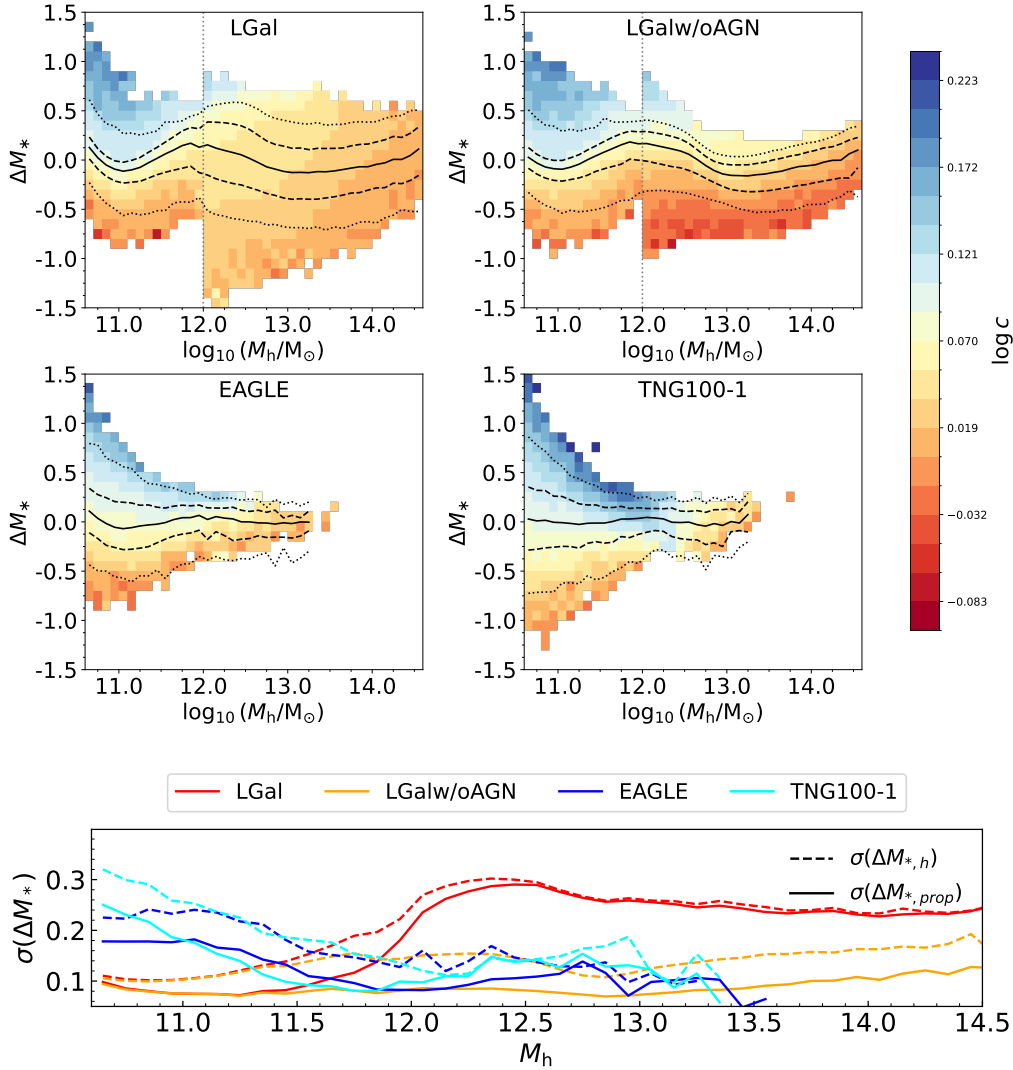 LGal
LGalw/oAGN
1.5
1.0
0.5
0.0
-0.5
-1.0
-1.5
ΔM*
11.0 12.0 13.0 14.0
log10 (Mh/M⊙)
1.5
1.0
0.5
0.0
-0.5
-1.0
-1.5
ΔM*
11.0 12.0 13.0 14.0
log10 (Mh/M⊙)
EAGLE
TNG100-1
1.5
1.0
0.5
0.0
-0.5
-1.0
-1.5
ΔM*
11.0 12.0 13.0 14.0
log10 (Mh/M⊙)
1.5
1.0
0.5
0.0
-0.5
-1.0
-1.5
ΔM*
11.0 12.0 13.0 14.0
log10 (Mh/M⊙)
0.223
0.172
0.121
0.070
0.019
−0.032
−0.083
log c
LGal LGalw/oAGN EAGLE TNG100-1
σ(ΔM*,h)
σ(ΔM*,prop)
0.3
0.2
0.1
σ(ΔM*)
11.0 11.5 12.0 12.5 13.0 13.5 14.0 14.5
Mh